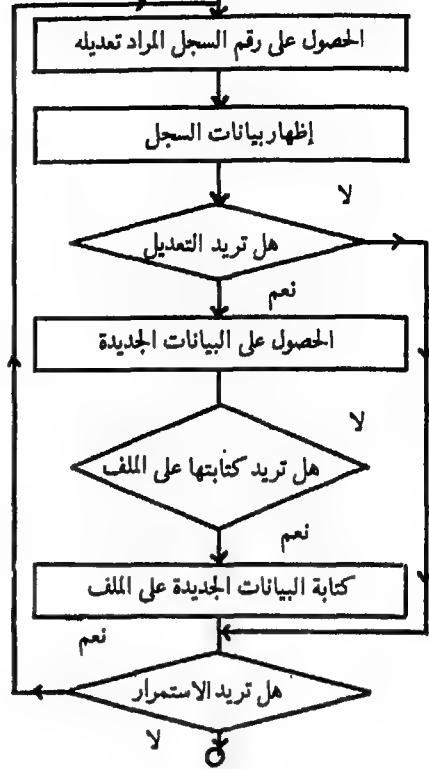 الحصول على رقم السجل المراد تعديله
إظهار بيانات السجل
لا
هل تريد التعديل
نعم
الحصول على البيانات الجديدة
لا
هل تريد كتابتها على الملف
نعم
كتابة البيانات الجديدة على الملف
نعم
هل تريد الاستمرار
لا